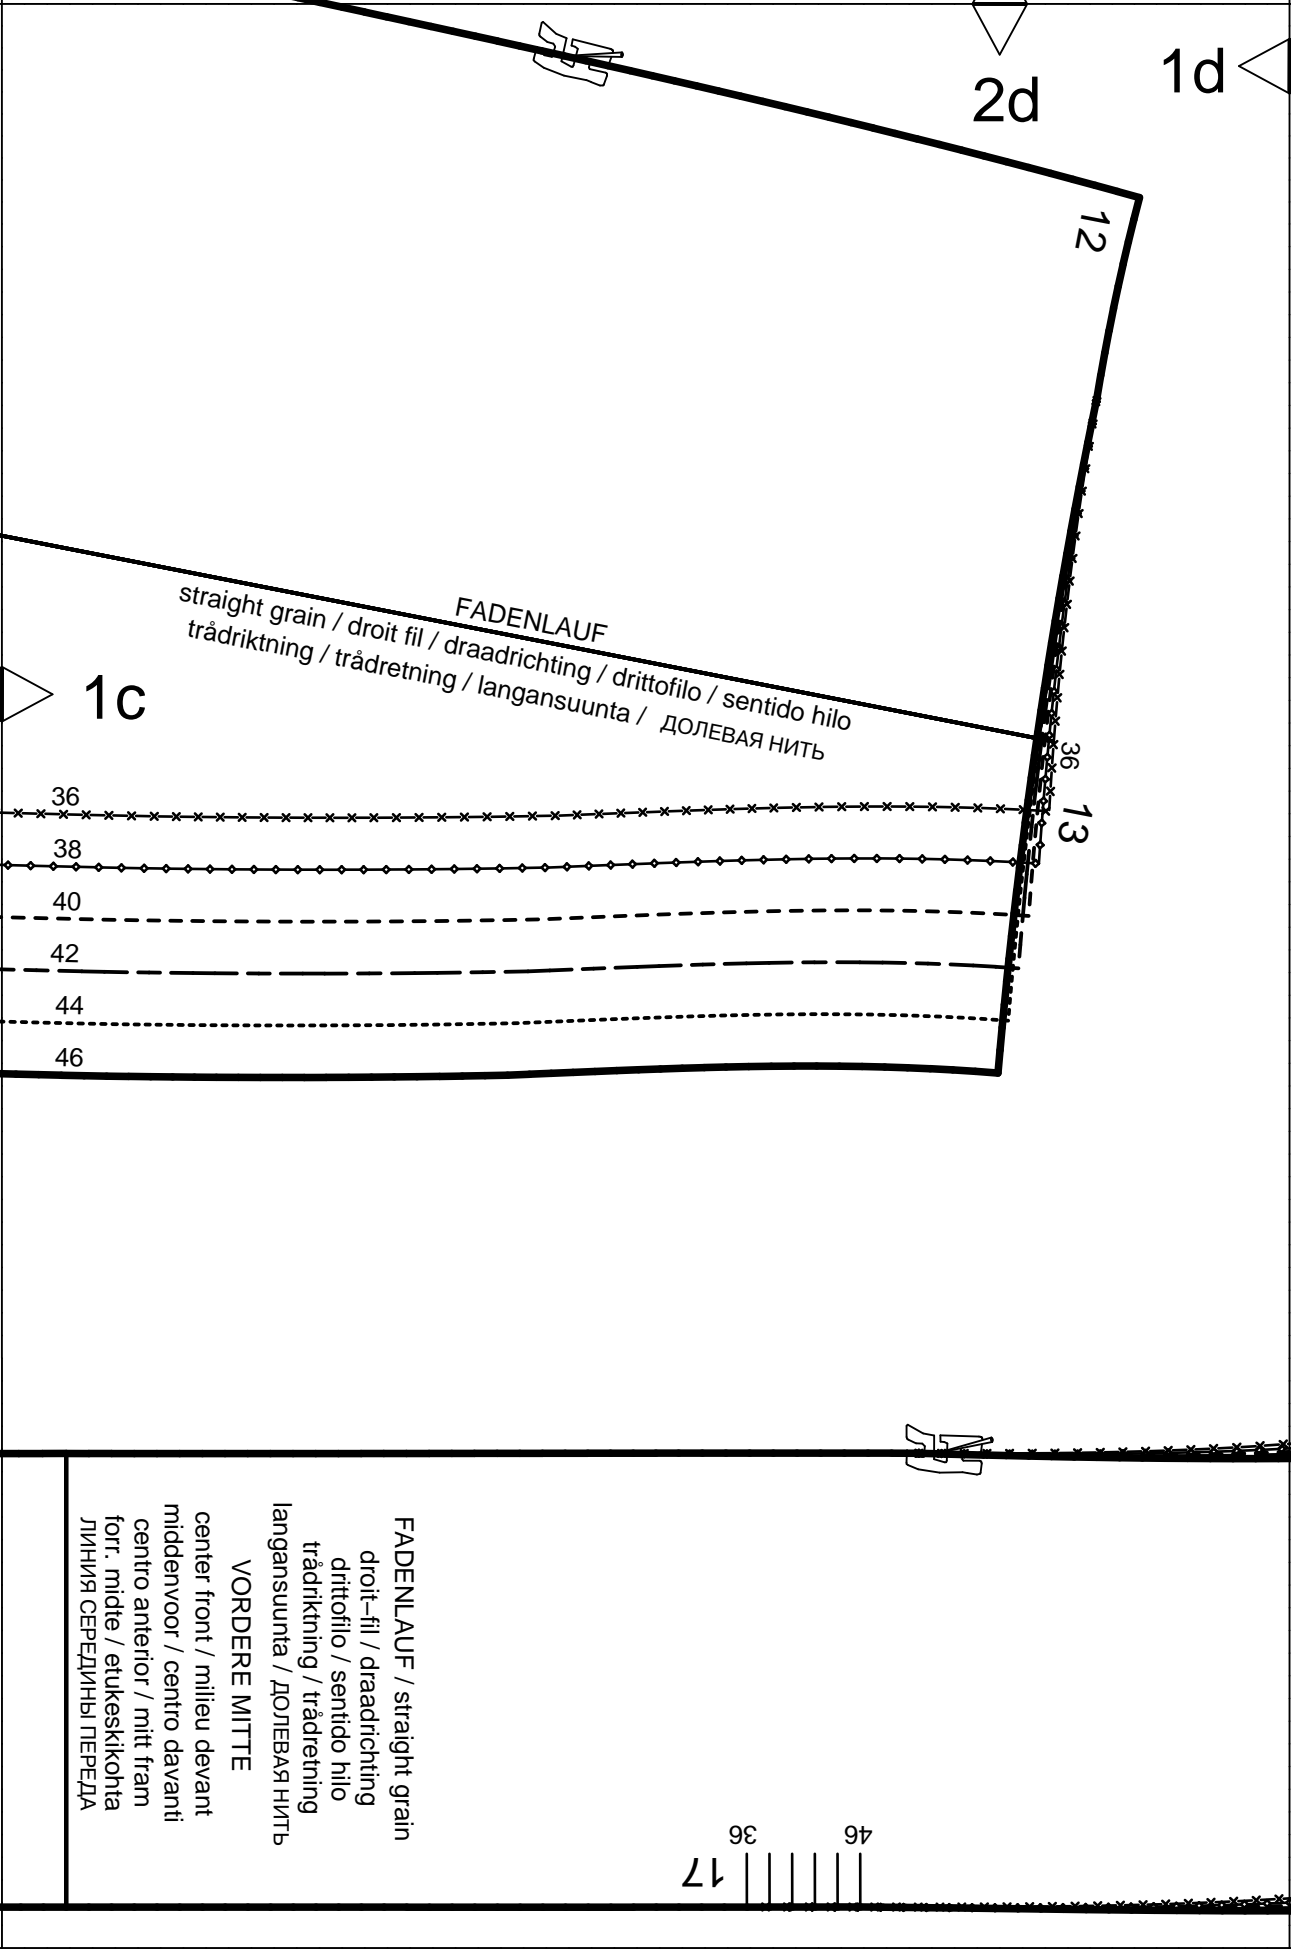 2d
1d
12
FADENLAUF
straight grain / droit fil / draadrichting / drittofilo / sentido hilo
trådriktning / trådretning / langansuunta / ДОЛЕВАЯ НИТЬ
1c
36
13
36
38
40
42
44
46
FADENLAUF / straight grain
droit–fil / draadrichting
drittofilo / sentido hilo
trådriktning / trådretning
langansuunta / ДОЛЕВАЯ НИТЬ
VORDERE MITTE
center front / milieu devant
middenvoor / centro davanti
centro anterior / mitt fram
forr. midte / etukeskikohta
ЛИНИЯ СЕРЕДИНЫ ПЕРЕДА
36
46
17